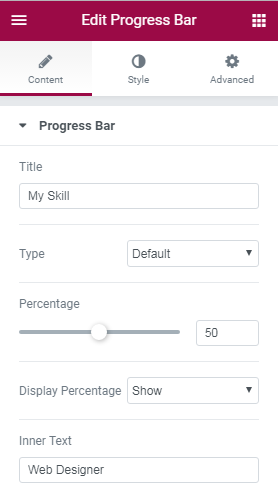 Edit Progress Bar
Content Style Advanced
Progress Bar
Title
My Skill
Type Default
Percentage
50
Display Percentage Show
Inner Text
Web Designer